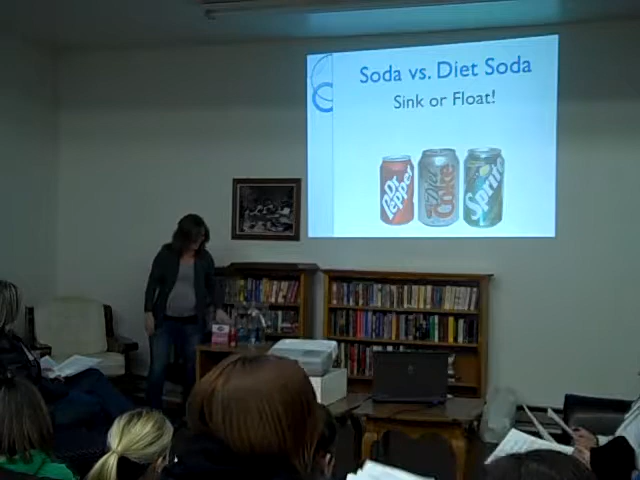 Soda vs. Diet Soda
Sink or Float!
Dr Pepper
Diet Coke
Sprite